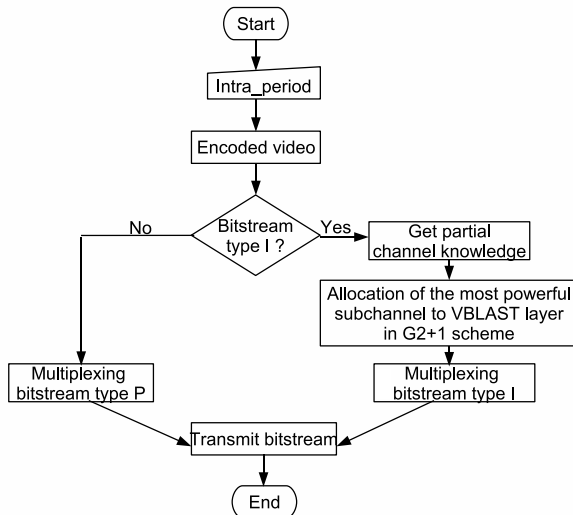 Start
Intra_period
Encoded video
Bitstream
type I ?
No
Yes
Get partial
channel knowledge
Allocation of the most powerful
subchannel to VBLAST layer
in G2+1 scheme
Multiplexing
bitstream type P
Multiplexing
bitstream type I
Transmit bitstream
End